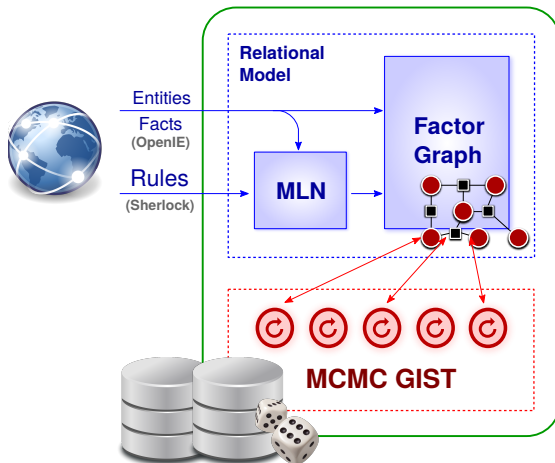 Relational
Model
Entities
Facts
(OpenIE)
Rules
(Sherlock)
MLN
Factor
Graph
MCMC GIST